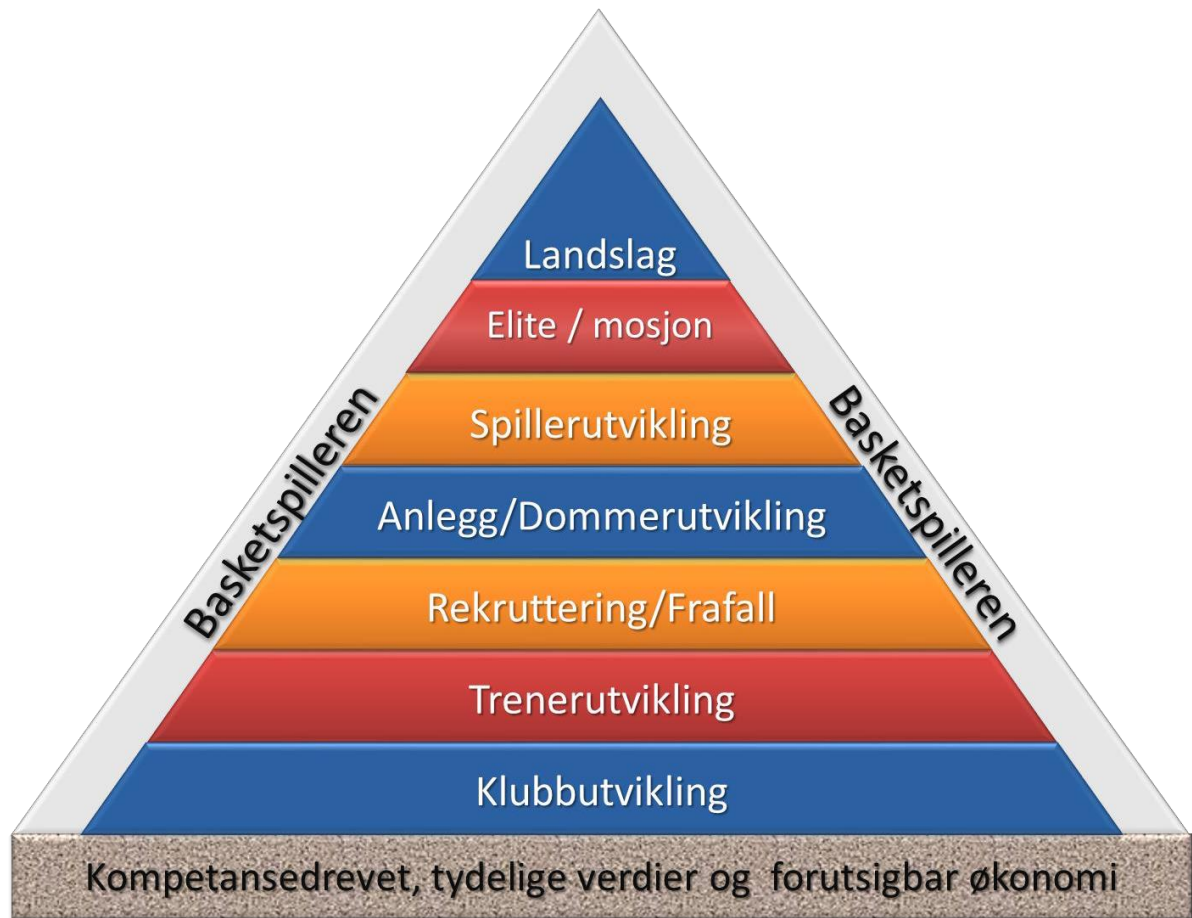 Landslag
Elite / mosjon
Spillerutvikling
Basketspilleren
Basketspilleren
Anlegg/Dommerutvikling
Rekruttering/Frafall
Trenerutvikling
Klubbutvikling
Kompetansedrevet, tydelige verdier og forutsigbar økonomi